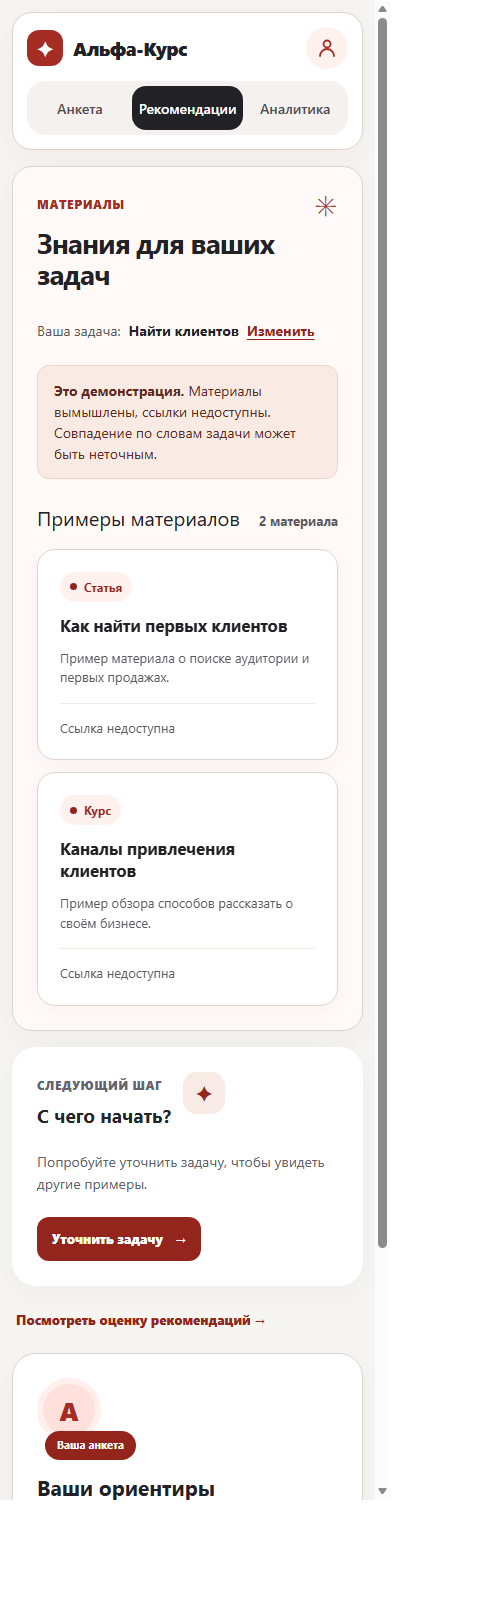 Альфа-Курс
Анкета
Рекомендации
Аналитика
МАТЕРИАЛЫ
Знания для ваших
задач
Ваша задача: Найти клиентов Изменить
Это демонстрация. Материалы
вымышлены, ссылки недоступны.
Совпадение по словам задачи может
быть неточным.
Примеры материалов
2 материала
Статья
Как найти первых клиентов
Пример материала о поиске аудитории и
первых продажах.
Ссылка недоступна
Курс
Каналы привлечения
клиентов
Пример обзора способов рассказать о
своём бизнесе.
Ссылка недоступна
СЛЕДУЮЩИЙ ШАГ
С чего начать?
Попробуйте уточнить задачу, чтобы увидеть
другие примеры.
Уточнить задачу →
Посмотреть оценку рекомендаций →
А
Ваша анкета
Ваши ориентиры